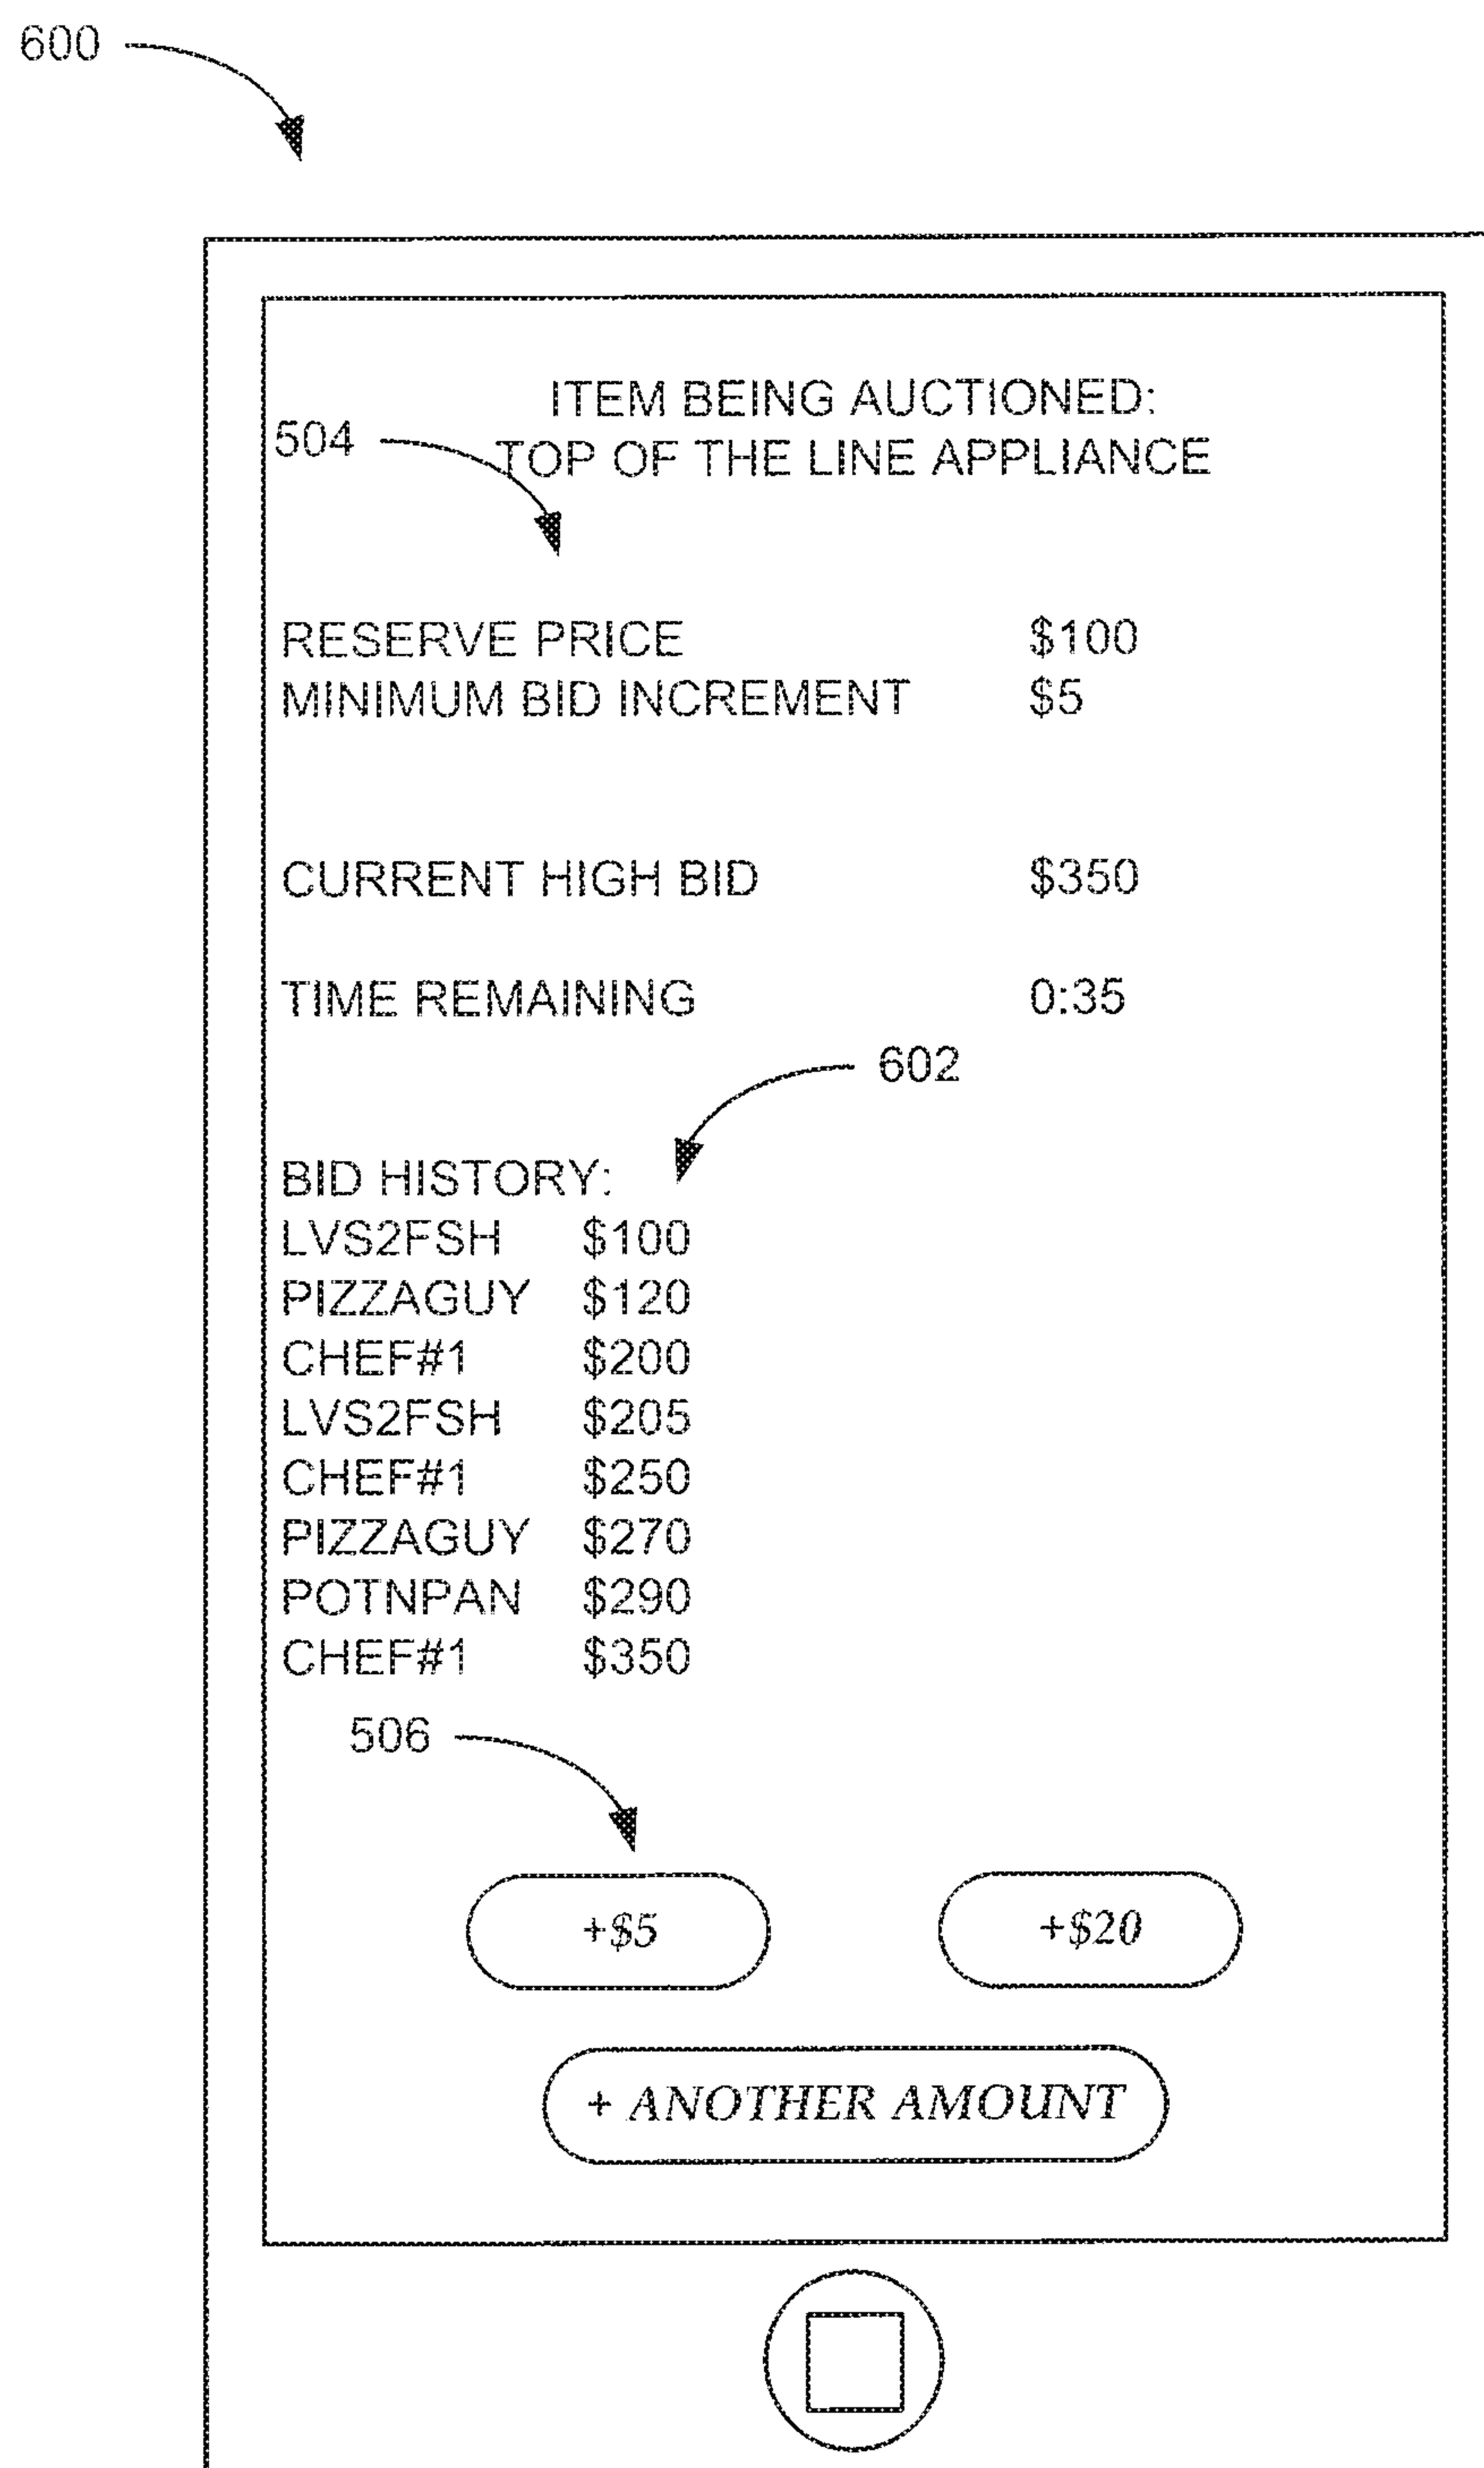 600
ITEM BEING AUCTIONED:
504
TOP OF THE LINE APPLIANCE
RESERVE PRICE $100
MINIMUM BID INCREMENT $5
CURRENT HIGH BID $350
TIME REMAINING 0:35
602
BID HISTORY:
LVS2FSH $100
PIZZAGUY $120
CHEF#1 $200
LVS2FSH $205
CHEF#1 $250
PIZZAGUY $270
POTNPAN $290
CHEF#1 $350
506
+$5 +$20
+ ANOTHER AMOUNT